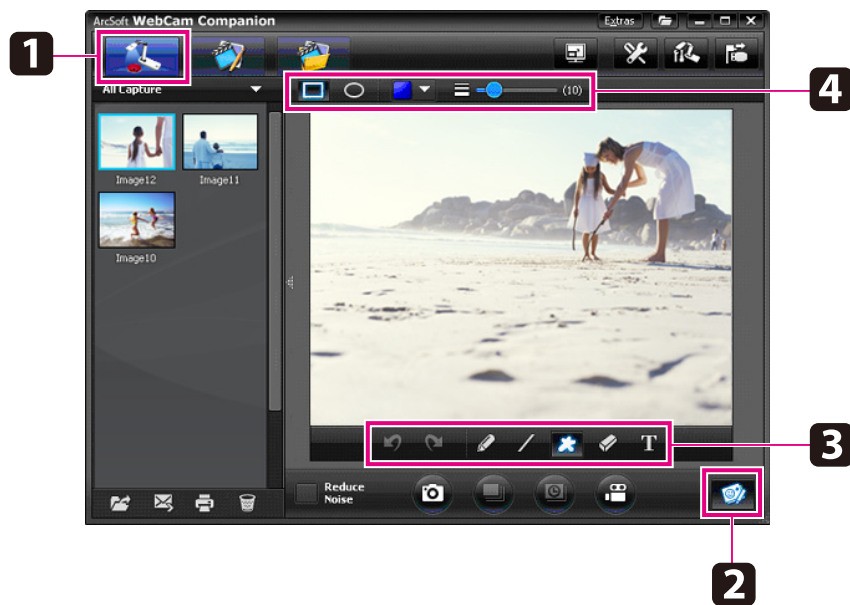 ArcSoft WebCam Companion
Extras
1
All Capture
(10)
4
Image12
Image11
Image10
T
3
Reduce
Noise
2